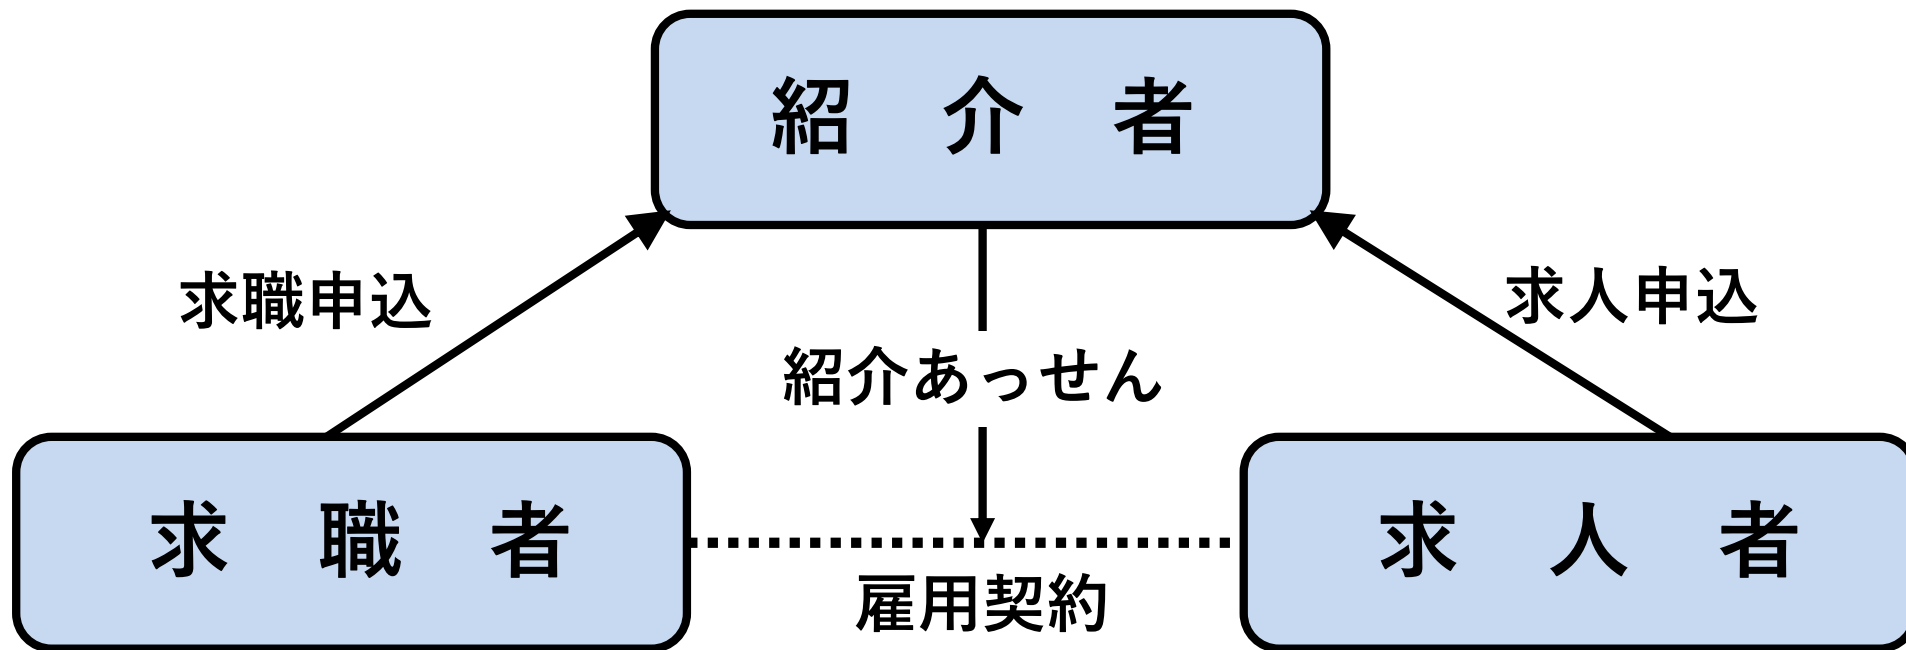 紹　介　者
求職申込
求人申込
紹介あっせん
求　職　者
求　人　者
雇用契約